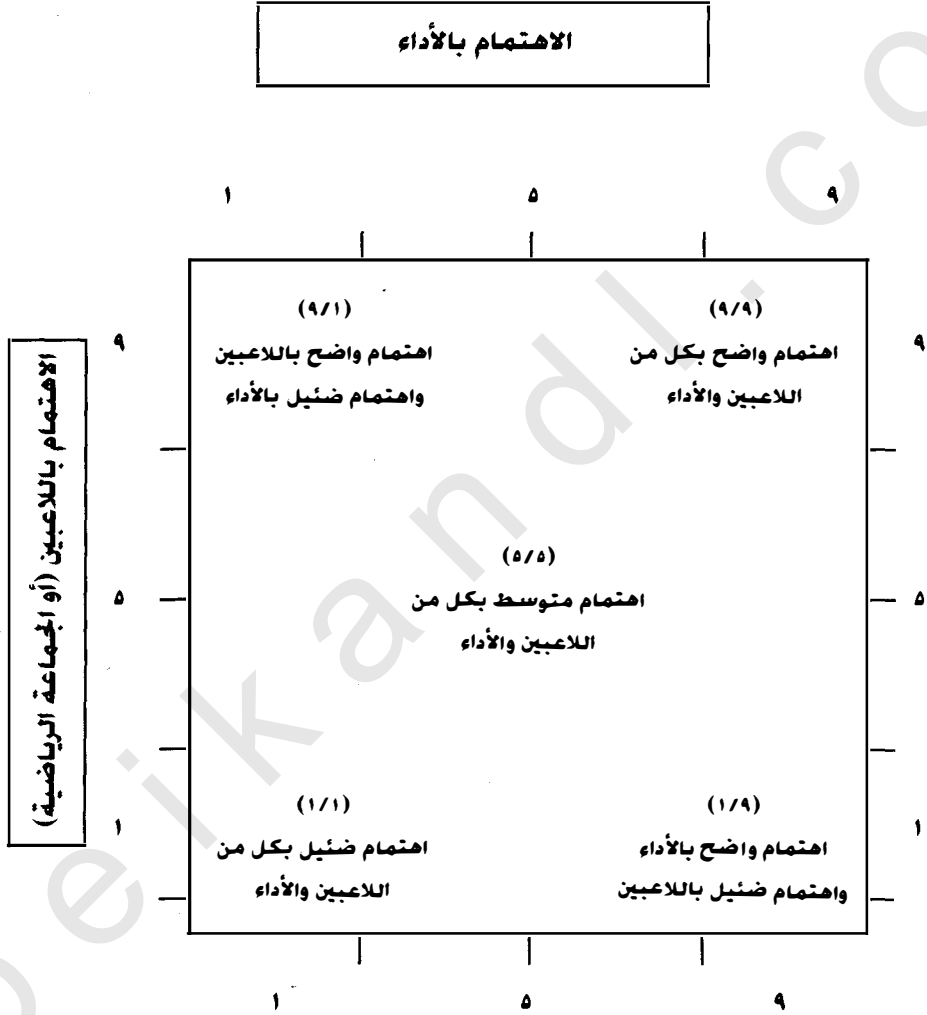 الاهتمام بالأداء
١ ٥ ٩
(٩/١)
اهتمام واضح باللاعبين
واهتمام ضئيل بالأداء
(٩/٩)
اهتمام واضح بكل من
اللاعبين والأداء
٩
٩
الاهتمام باللاعبين (أو الجماعة الرياضية)
(٥/٥)
اهتمام متوسط بكل من
اللاعبين والأداء
٥
٥
(١/١)
اهتمام ضئيل بكل من
اللاعبين والأداء
(١/٩)
اهتمام واضح بالأداء
واهتمام ضئيل باللاعبين
١
١
١ ٥ ٩
eikandl.co